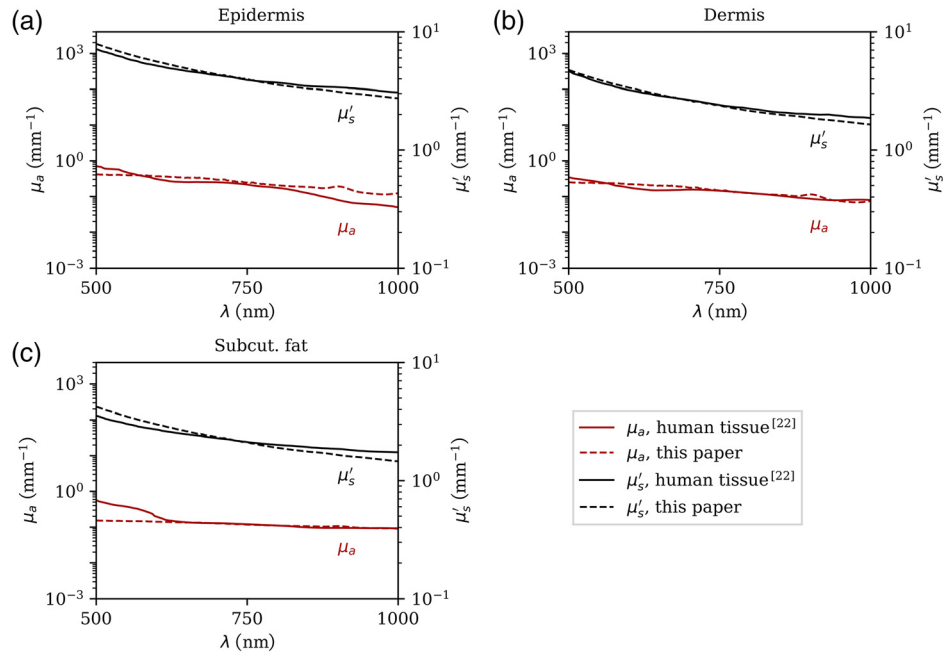 (a)
Epidermis
10³
10⁰
10⁻³
μₐ (mm⁻¹)
10¹
10⁰
10⁻¹
μ′ₛ (mm⁻¹)
μ′ₛ
μₐ
500
750
1000
λ (nm)
(b)
Dermis
10³
10⁰
10⁻³
μₐ (mm⁻¹)
10¹
10⁰
10⁻¹
μ′ₛ (mm⁻¹)
μ′ₛ
μₐ
500
750
1000
λ (nm)
(c)
Subcut. fat
10³
10⁰
10⁻³
μₐ (mm⁻¹)
10¹
10⁰
10⁻¹
μ′ₛ (mm⁻¹)
μ′ₛ
μₐ
500
750
1000
λ (nm)
μₐ, human tissue[22]
μₐ, this paper
μ′ₛ, human tissue[22]
μ′ₛ, this paper